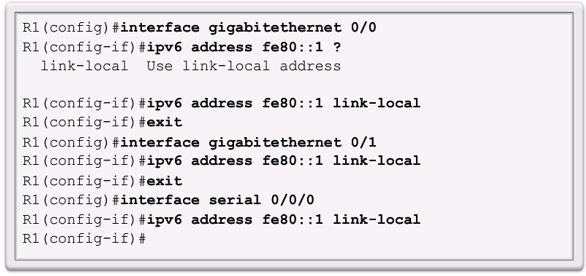 R1(config)#interface gigabitethernet 0/0
R1(config-if)#ipv6 address fe80::1 ?
link-local Use link-local address
R1(config-if)#ipv6 address fe80::1 link-local
R1(config-if)#exit
R1(config)#interface gigabitethernet 0/1
R1(config-if)#ipv6 address fe80::1 link-local
R1(config-if)#exit
R1(config)#interface serial 0/0/0
R1(config-if)#ipv6 address fe80::1 link-local
R1(config-if)#